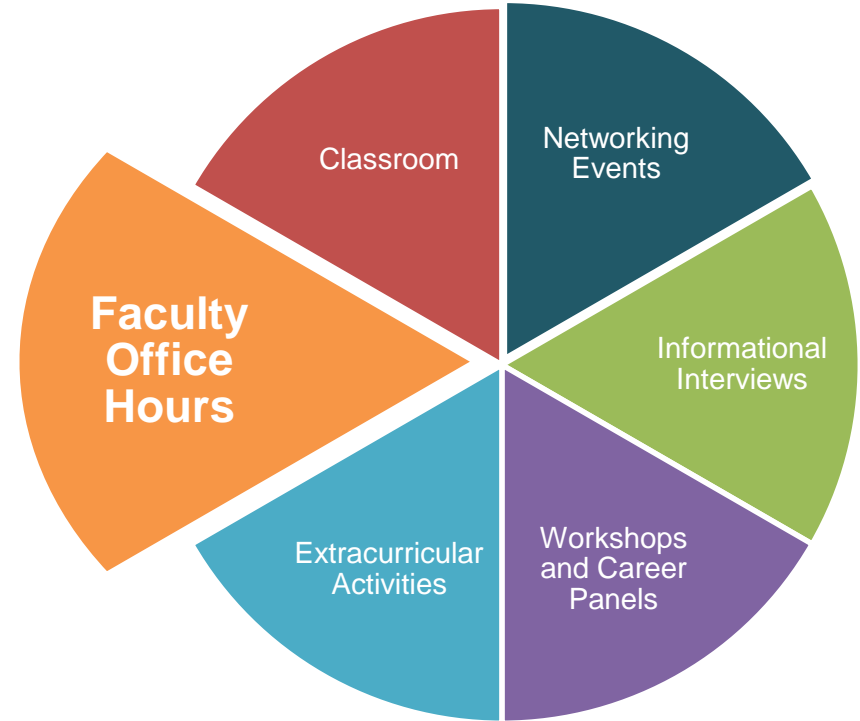 Classroom
Networking
Events
Faculty
Office
Hours
Informational
Interviews
Extracurricular
Activities
Workshops
and Career
Panels